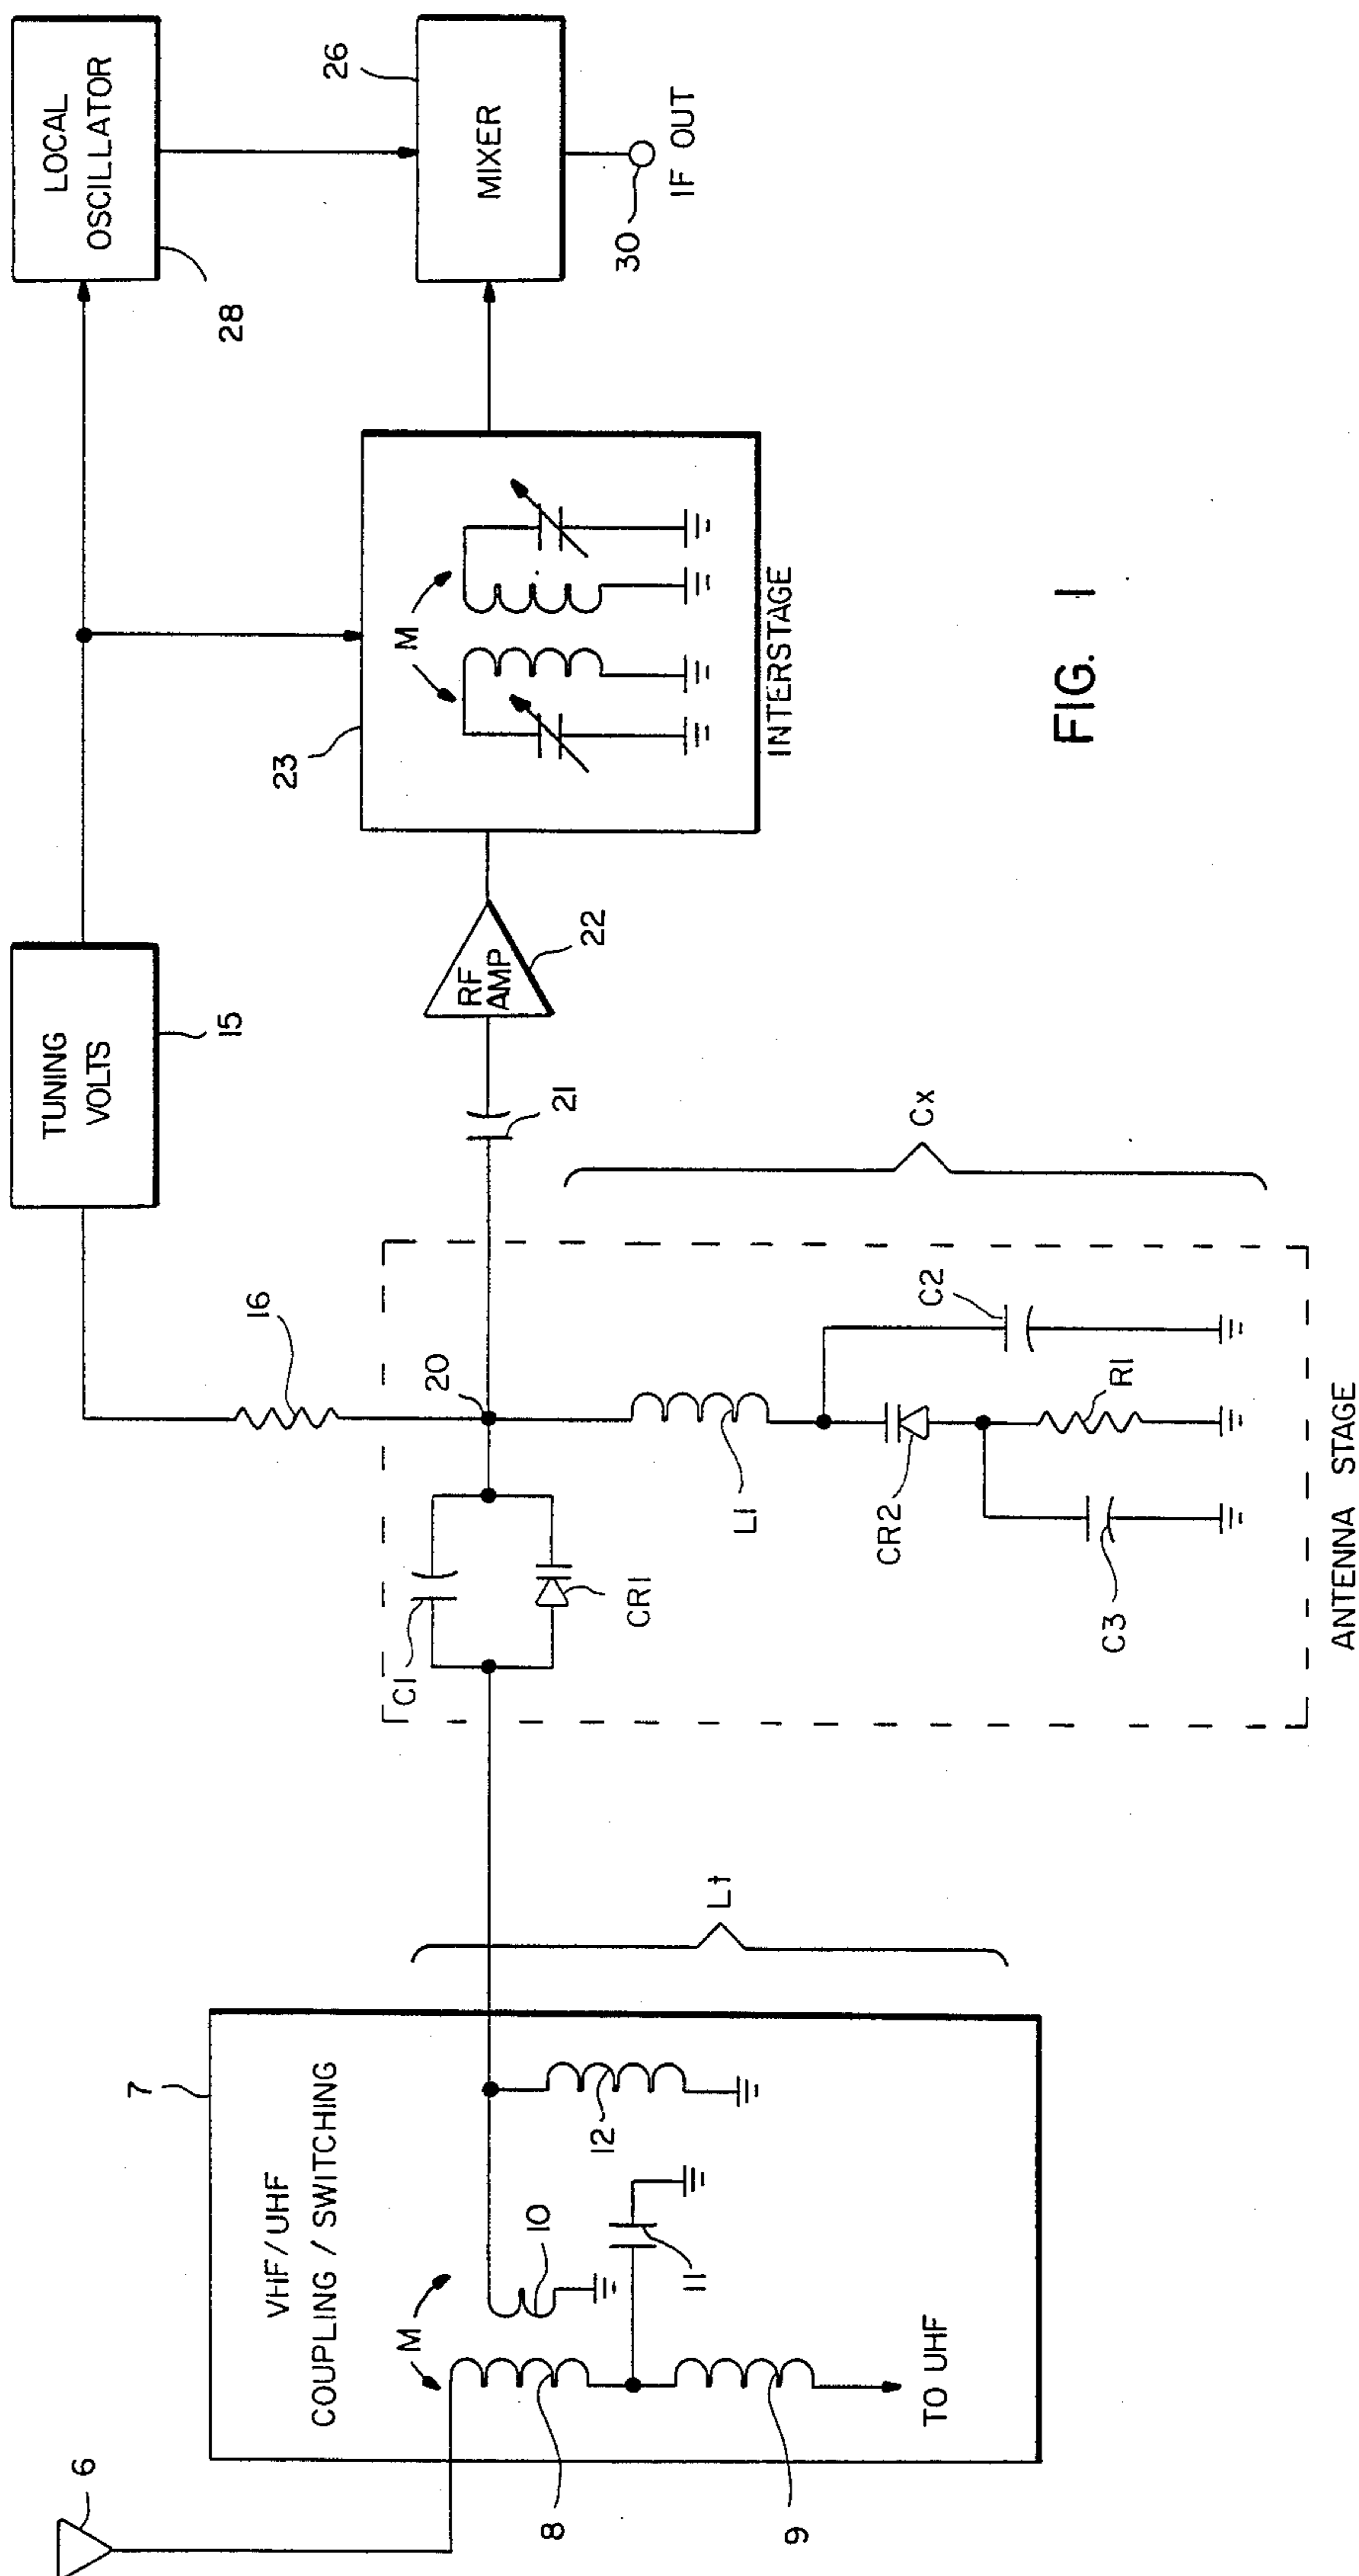 6
7
VHF/UHF
COUPLING / SWITCHING
M
8
10
12
11
9
TO UHF
Lt
TUNING
VOLTS
15
16
20
C1
CR1
L1
CR2
C2
R1
C3
ANTENNA STAGE
Cx
21
RF
AMP
22
23
M
INTERSTAGE
LOCAL
OSCILLATOR
28
MIXER
26
30
IF OUT
FIG. 1